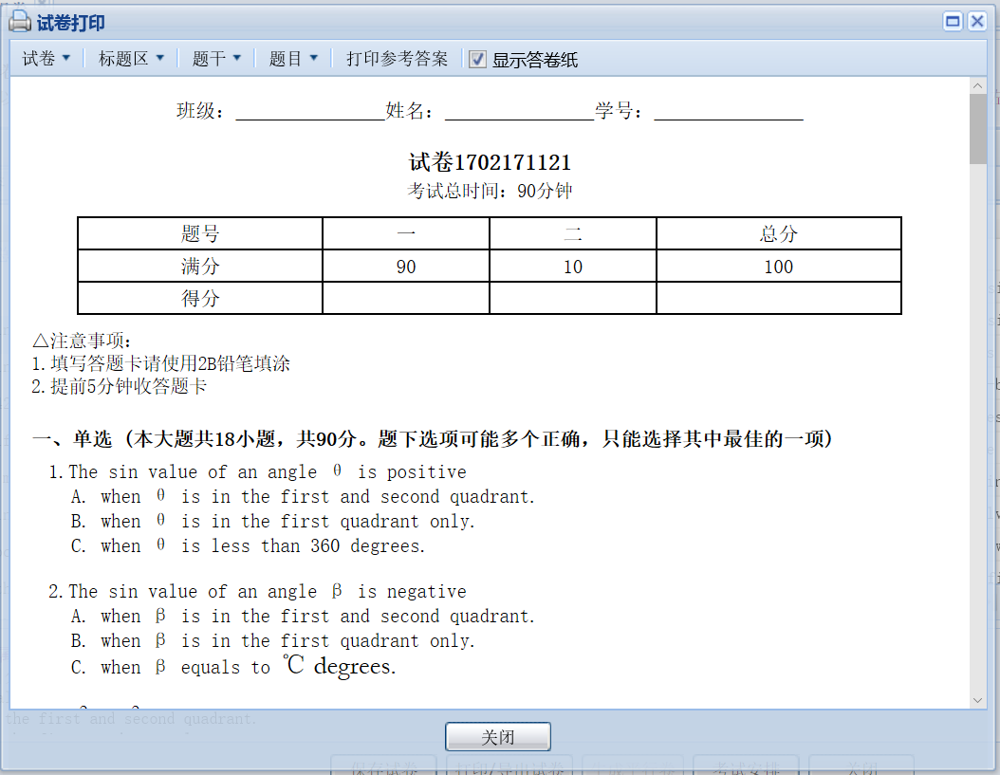 试卷打印
试卷 标题区 题干 题目 打印参考答案 显示答卷纸
班级：______________姓名：______________学号：______________
试卷1702171121
考试总时间：90分钟
题号 一 二 总分
满分 90 10 100
得分
△注意事项:
1.填写答题卡请使用2B铅笔填涂
2.提前5分钟收答题卡
一、单选 (本大题共18小题，共90分。题下选项可能多个正确，只能选择其中最佳的一项)
1.The sin value of an angle θ is positive
A. when θ is in the first and second quadrant.
B. when θ is in the first quadrant only.
C. when θ is less than 360 degrees.
2.The sin value of an angle β is negative
A. when β is in the first and second quadrant.
B. when β is in the first quadrant only.
C. when β equals to ℃ degrees.
the first and second quadrant.
关闭